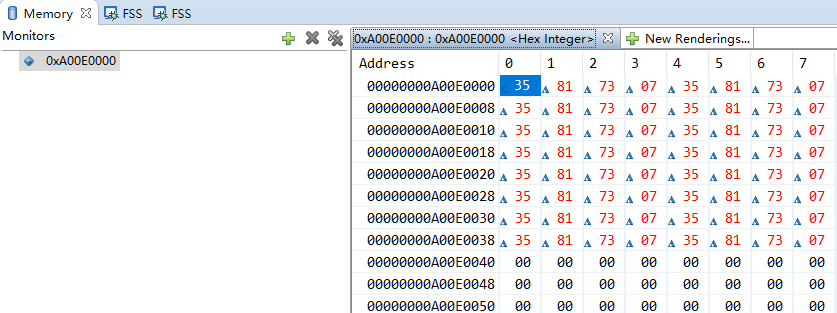 Memory FSS FSS
Monitors
0xA00E0000
0xA00E0000 : 0xA00E0000 <Hex Integer> New Renderings...
Address 0 1 2 3 4 5 6 7
00000000A00E0000 35 81 73 07 35 81 73 07
00000000A00E0008 35 81 73 07 35 81 73 07
00000000A00E0010 35 81 73 07 35 81 73 07
00000000A00E0018 35 81 73 07 35 81 73 07
00000000A00E0020 35 81 73 07 35 81 73 07
00000000A00E0028 35 81 73 07 35 81 73 07
00000000A00E0030 35 81 73 07 35 81 73 07
00000000A00E0038 35 81 73 07 35 81 73 07
00000000A00E0040 00 00 00 00 00 00 00 00
00000000A00E0048 00 00 00 00 00 00 00 00
00000000A00E0050 00 00 00 00 00 00 00 00